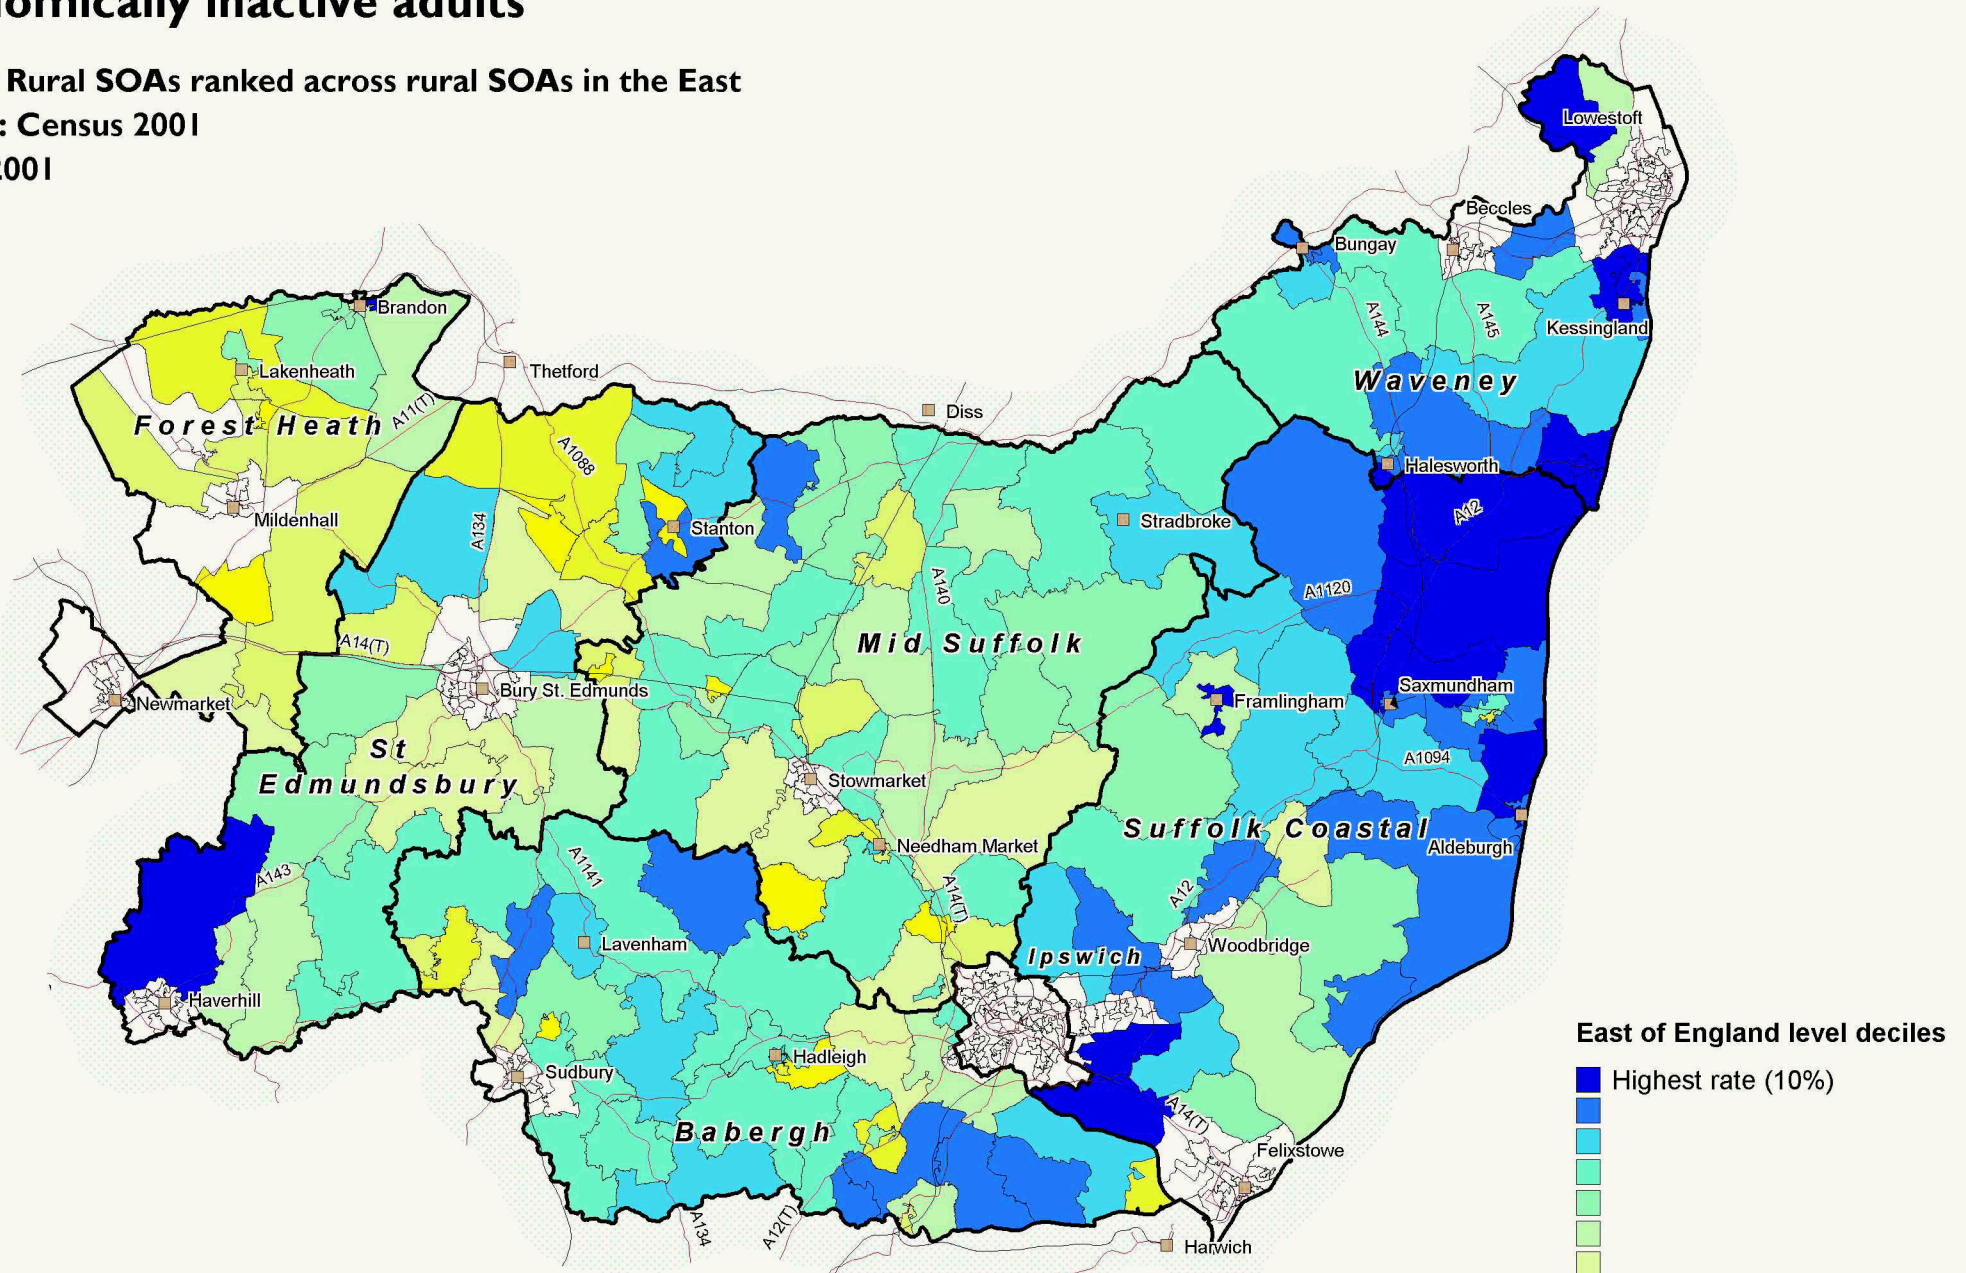 omically inactive adults
Rural SOAs ranked across rural SOAs in the East
: Census 2001
2001
Lowestoft
Beccles
Bungay
Kessingland
A144
A145
Waveney
Brandon
Thetford
Lakenheath
Diss
A11(T)
Forest Heath
A1088
Halesworth
Mildenhall
A134
Stanton
Stradbroke
A12
A140
A1120
A14(T)
Mid Suffolk
Newmarket
Bury St. Edmunds
Framlingham
Saxmundham
St
Edmundsbury
Stowmarket
A1094
Suffolk Coastal
Needham Market
Aldeburgh
A143
A1141
A14(T)
A12
Lavenham
Ipswich
Woodbridge
Haverhill
Hadleigh
Sudbury
Babergh
A14(T)
Felixstowe
A134
A12(T)
Harwich
East of England level deciles
Highest rate (10%)